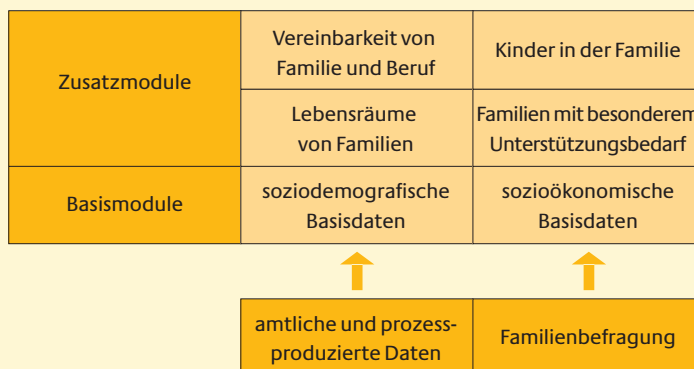 Zusatzmodule
Vereinbarkeit von
Familie und Beruf
Kinder in der Familie
Lebensräume
von Familien
Familien mit besonderem
Unterstützungsbedarf
Basismodule
soziodemografische
Basisdaten
sozioökonomische
Basisdaten
amtliche und prozess-
produzierte Daten
Familienbefragung